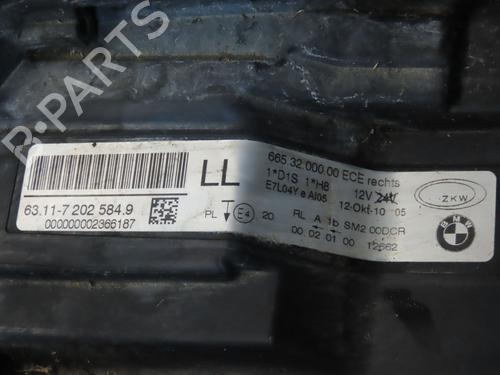 B-PARTS
LL
665.32.000.00 ECE rechts
1*D1S 1*H8 12V 24V
E7L04Y e AI05 12-Okt-10 05
ZKW
63.11-7 202 584.9
000000002366187
PL E4 20 RL A 1b SM2 00DCR
00 02 01 00 12562
BMW